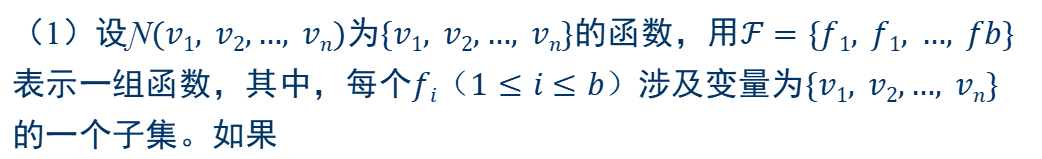 （1）设𝒩(v₁, v₂,…, vₙ)为{v₁, v₂,…, vₙ}的函数，用ℱ = {f₁, f₁, …, fb}
表示一组函数，其中，每个fᵢ（1 ≤ i ≤ b）涉及变量为{v₁, v₂,…, vₙ}
的一个子集。如果